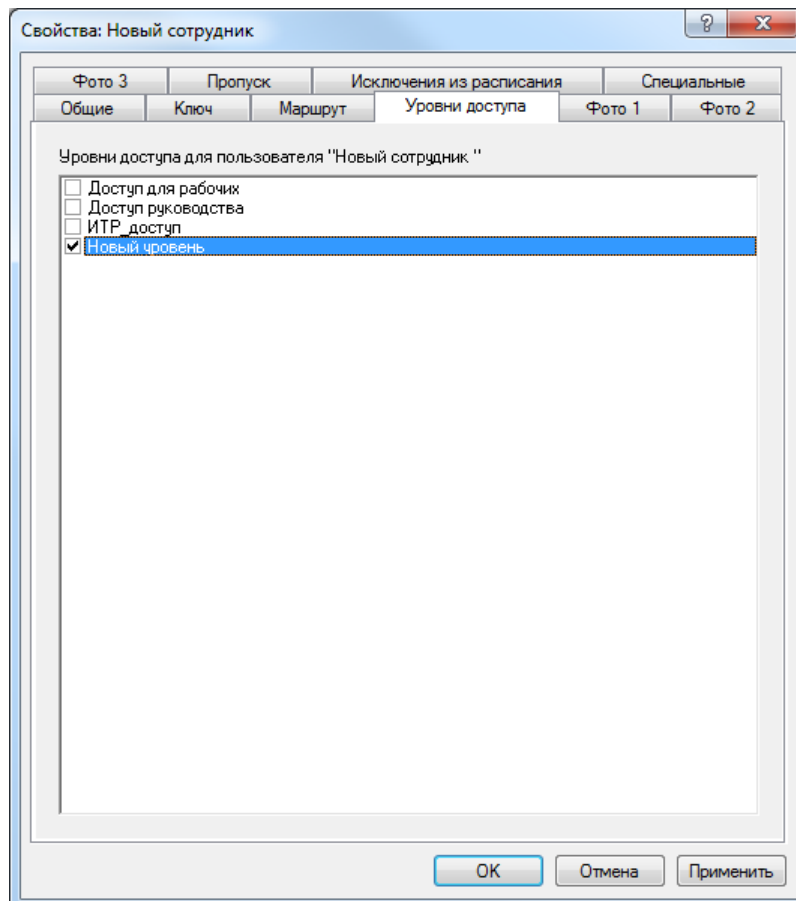 Свойства: Новый сотрудник
Фото 3 Пропуск Исключения из расписания Специальные
Общие Ключ Маршрут Уровни доступа Фото 1 Фото 2
Уровни доступа для пользователя "Новый сотрудник "
Доступ для рабочих
Доступ руководства
ИТР_доступ
Новый уровень
OK Отмена Применить